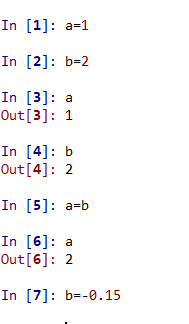 In [1]: a=1
In [2]: b=2
In [3]: a
Out[3]: 1
In [4]: b
Out[4]: 2
In [5]: a=b
In [6]: a
Out[6]: 2
In [7]: b=-0.15